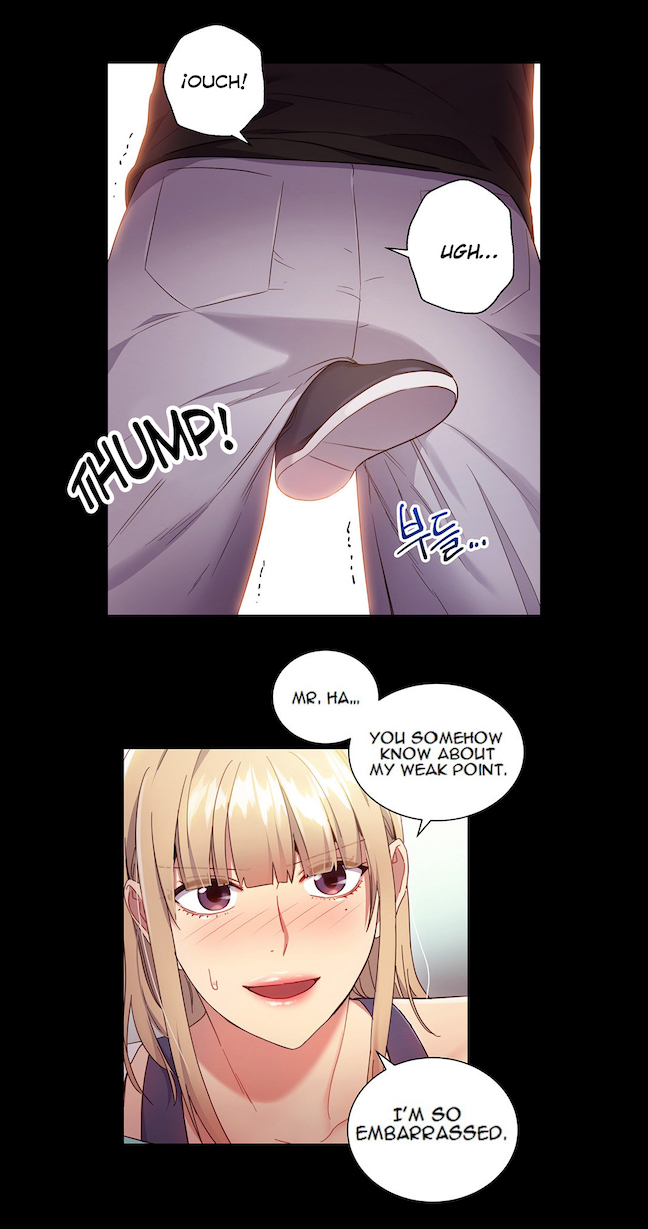 ¡OUCH!
UGH...
THUMP!
부들...
MR. HA...
YOU SOMEHOW
KNOW ABOUT
MY WEAK POINT.
I'M SO
EMBARRASSED.